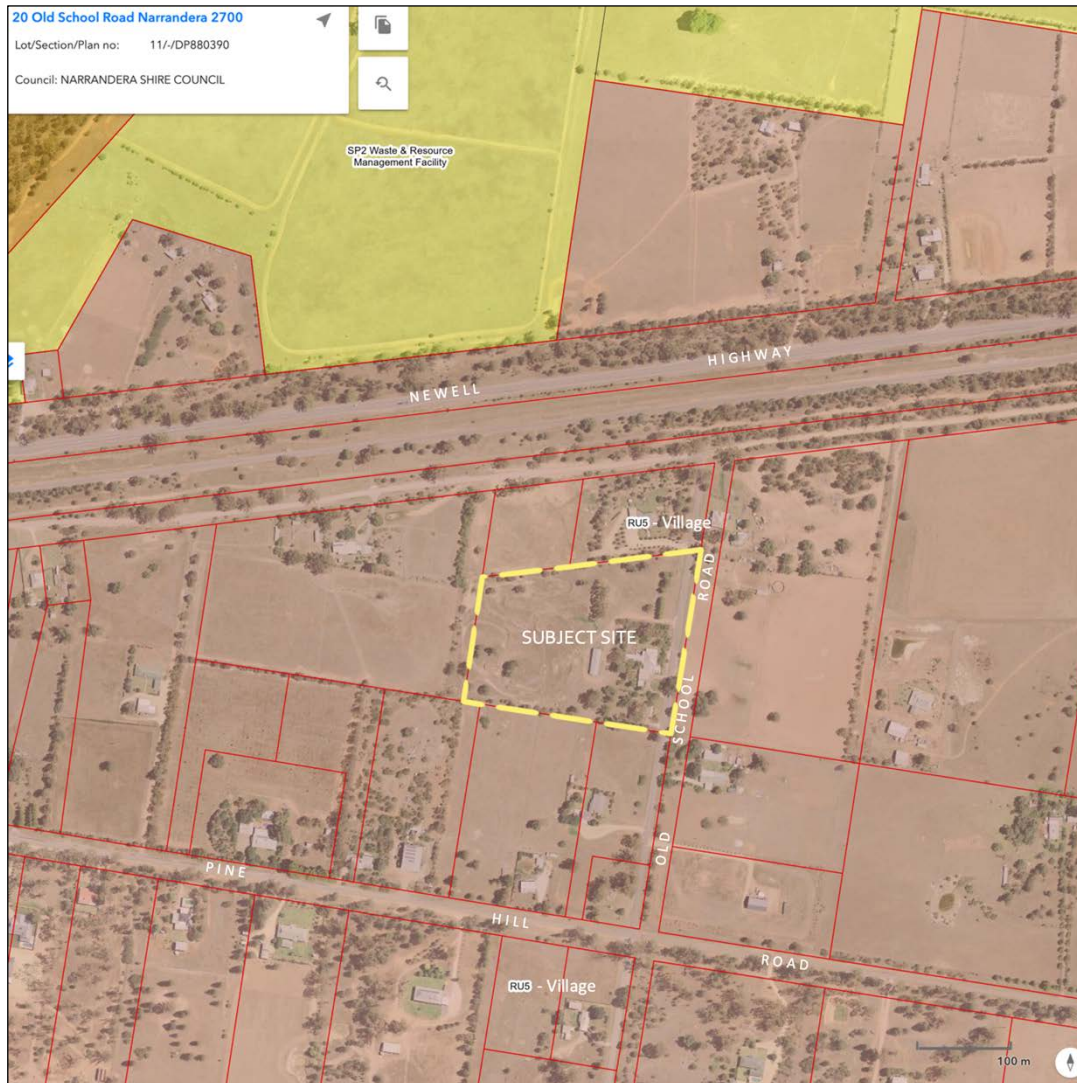 20 Old School Road Narrandera 2700
Lot/Section/Plan no: 11/-/DP880390
Council: NARRANDERA SHIRE COUNCIL
SP2 Waste & Resource
Management Facility
NEWELL HIGHWAY
RU5 - Village
SUBJECT SITE
OLD SCHOOL ROAD
PINE HILL ROAD
RU5 - Village
100 m